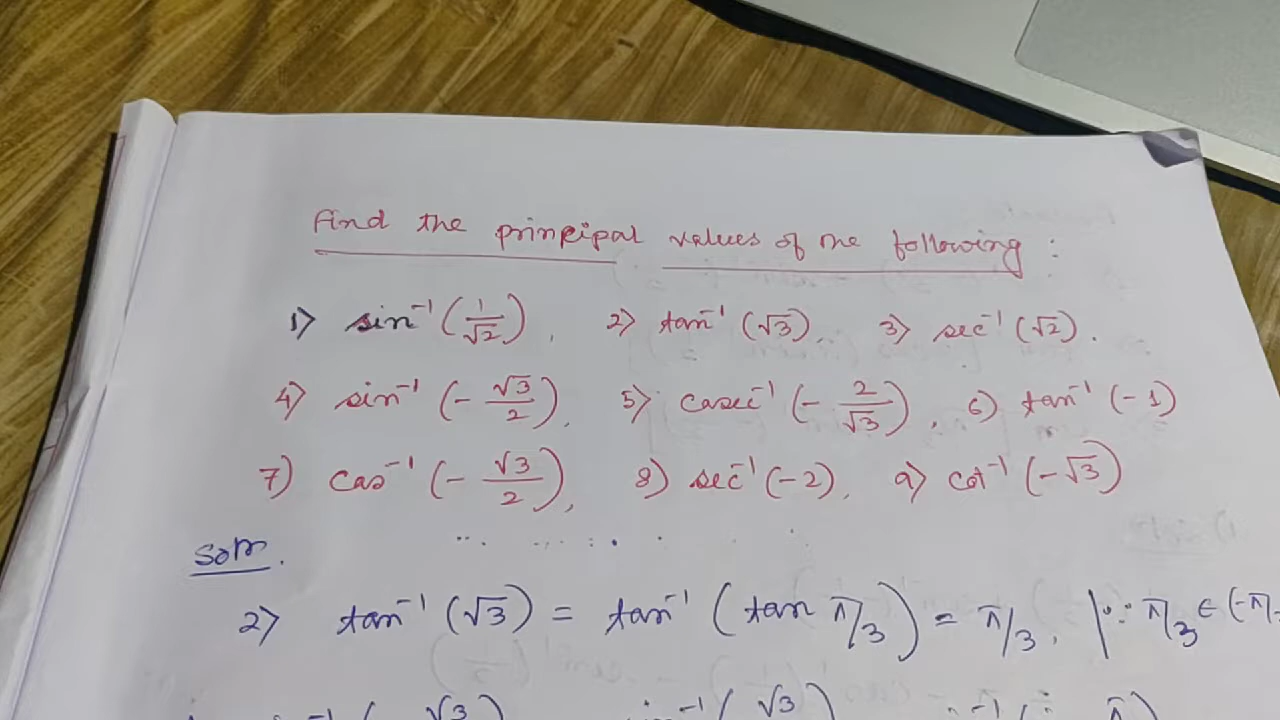 Find the principal values of the following :
1) sin⁻¹ (1/√2), 2) tan⁻¹ (√3), 3) sec⁻¹ (√2).
4) sin⁻¹ (-√3/2), 5) cosec⁻¹ (-2/√3), 6) tan⁻¹ (-1)
7) cos⁻¹ (-√3/2), 8) sec⁻¹ (-2), 9) cot⁻¹ (-√3)
Soln.
2) tan⁻¹ (√3) = tan⁻¹ (tan π/3) = π/3, |∵ π/3 ∈ (-π/